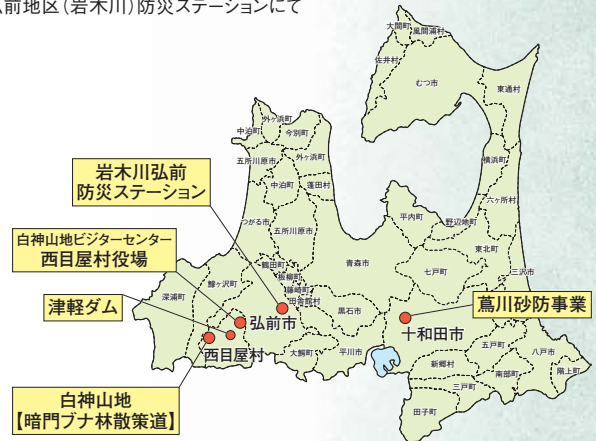 弘前地区(岩木川)防災ステーションにて
大間町
風間浦村
佐井村
むつ市
東通村
外ヶ浜町
中泊町
今別町
五所川原市
外ヶ浜町
中泊町
蓬田村
横浜町
六ヶ所村
岩木川弘前
防災ステーション
つがる市
五所川原市
平内町
野辺地町
東北町
白神山地ビジターセンター
西目屋村役場
青森市
七戸町
三沢市
鶴田町
板柳町
藤崎町
田舎館村
深浦町
鰺ヶ沢町
津軽ダム
弘前市
黒石市
蔦川砂防事業
十和田市
西目屋村
大鰐町
平川市
五戸町
八戸市
新郷村
南部町
階上町
三戸町
田子町
白神山地
【暗門ブナ林散策道】